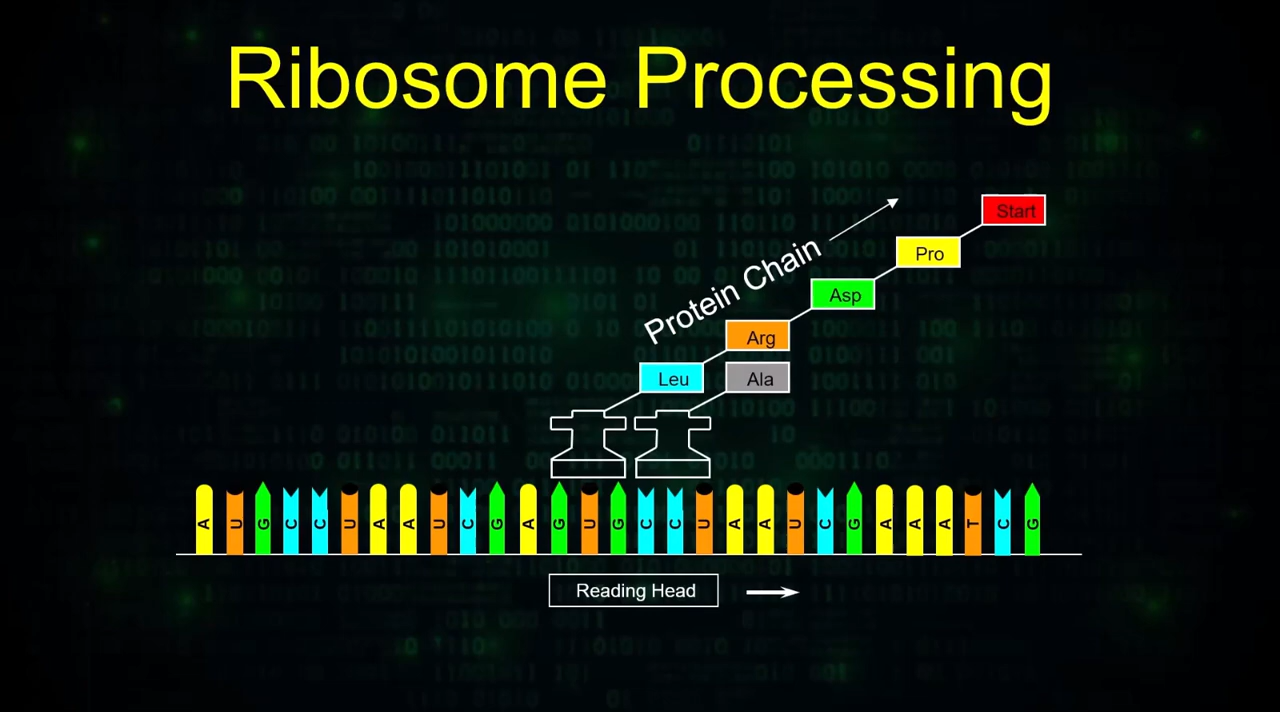 Ribosome Processing
Start
Pro
Protein Chain
Asp
Arg
Leu
Ala
A U G C C U A A U C G A G U G C C U A A U C G A A A T C G
Reading Head